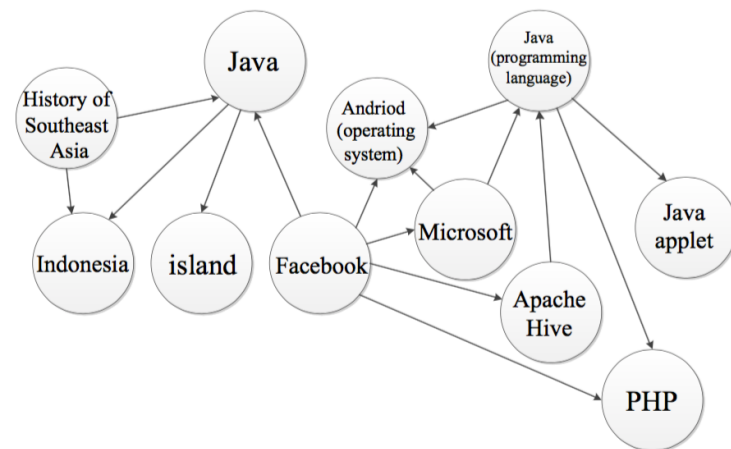 Java
Java
(programming
language)
History of
Southeast
Asia
Andriod
(operating
system)
Indonesia
island
Facebook
Microsoft
Java
applet
Apache
Hive
PHP